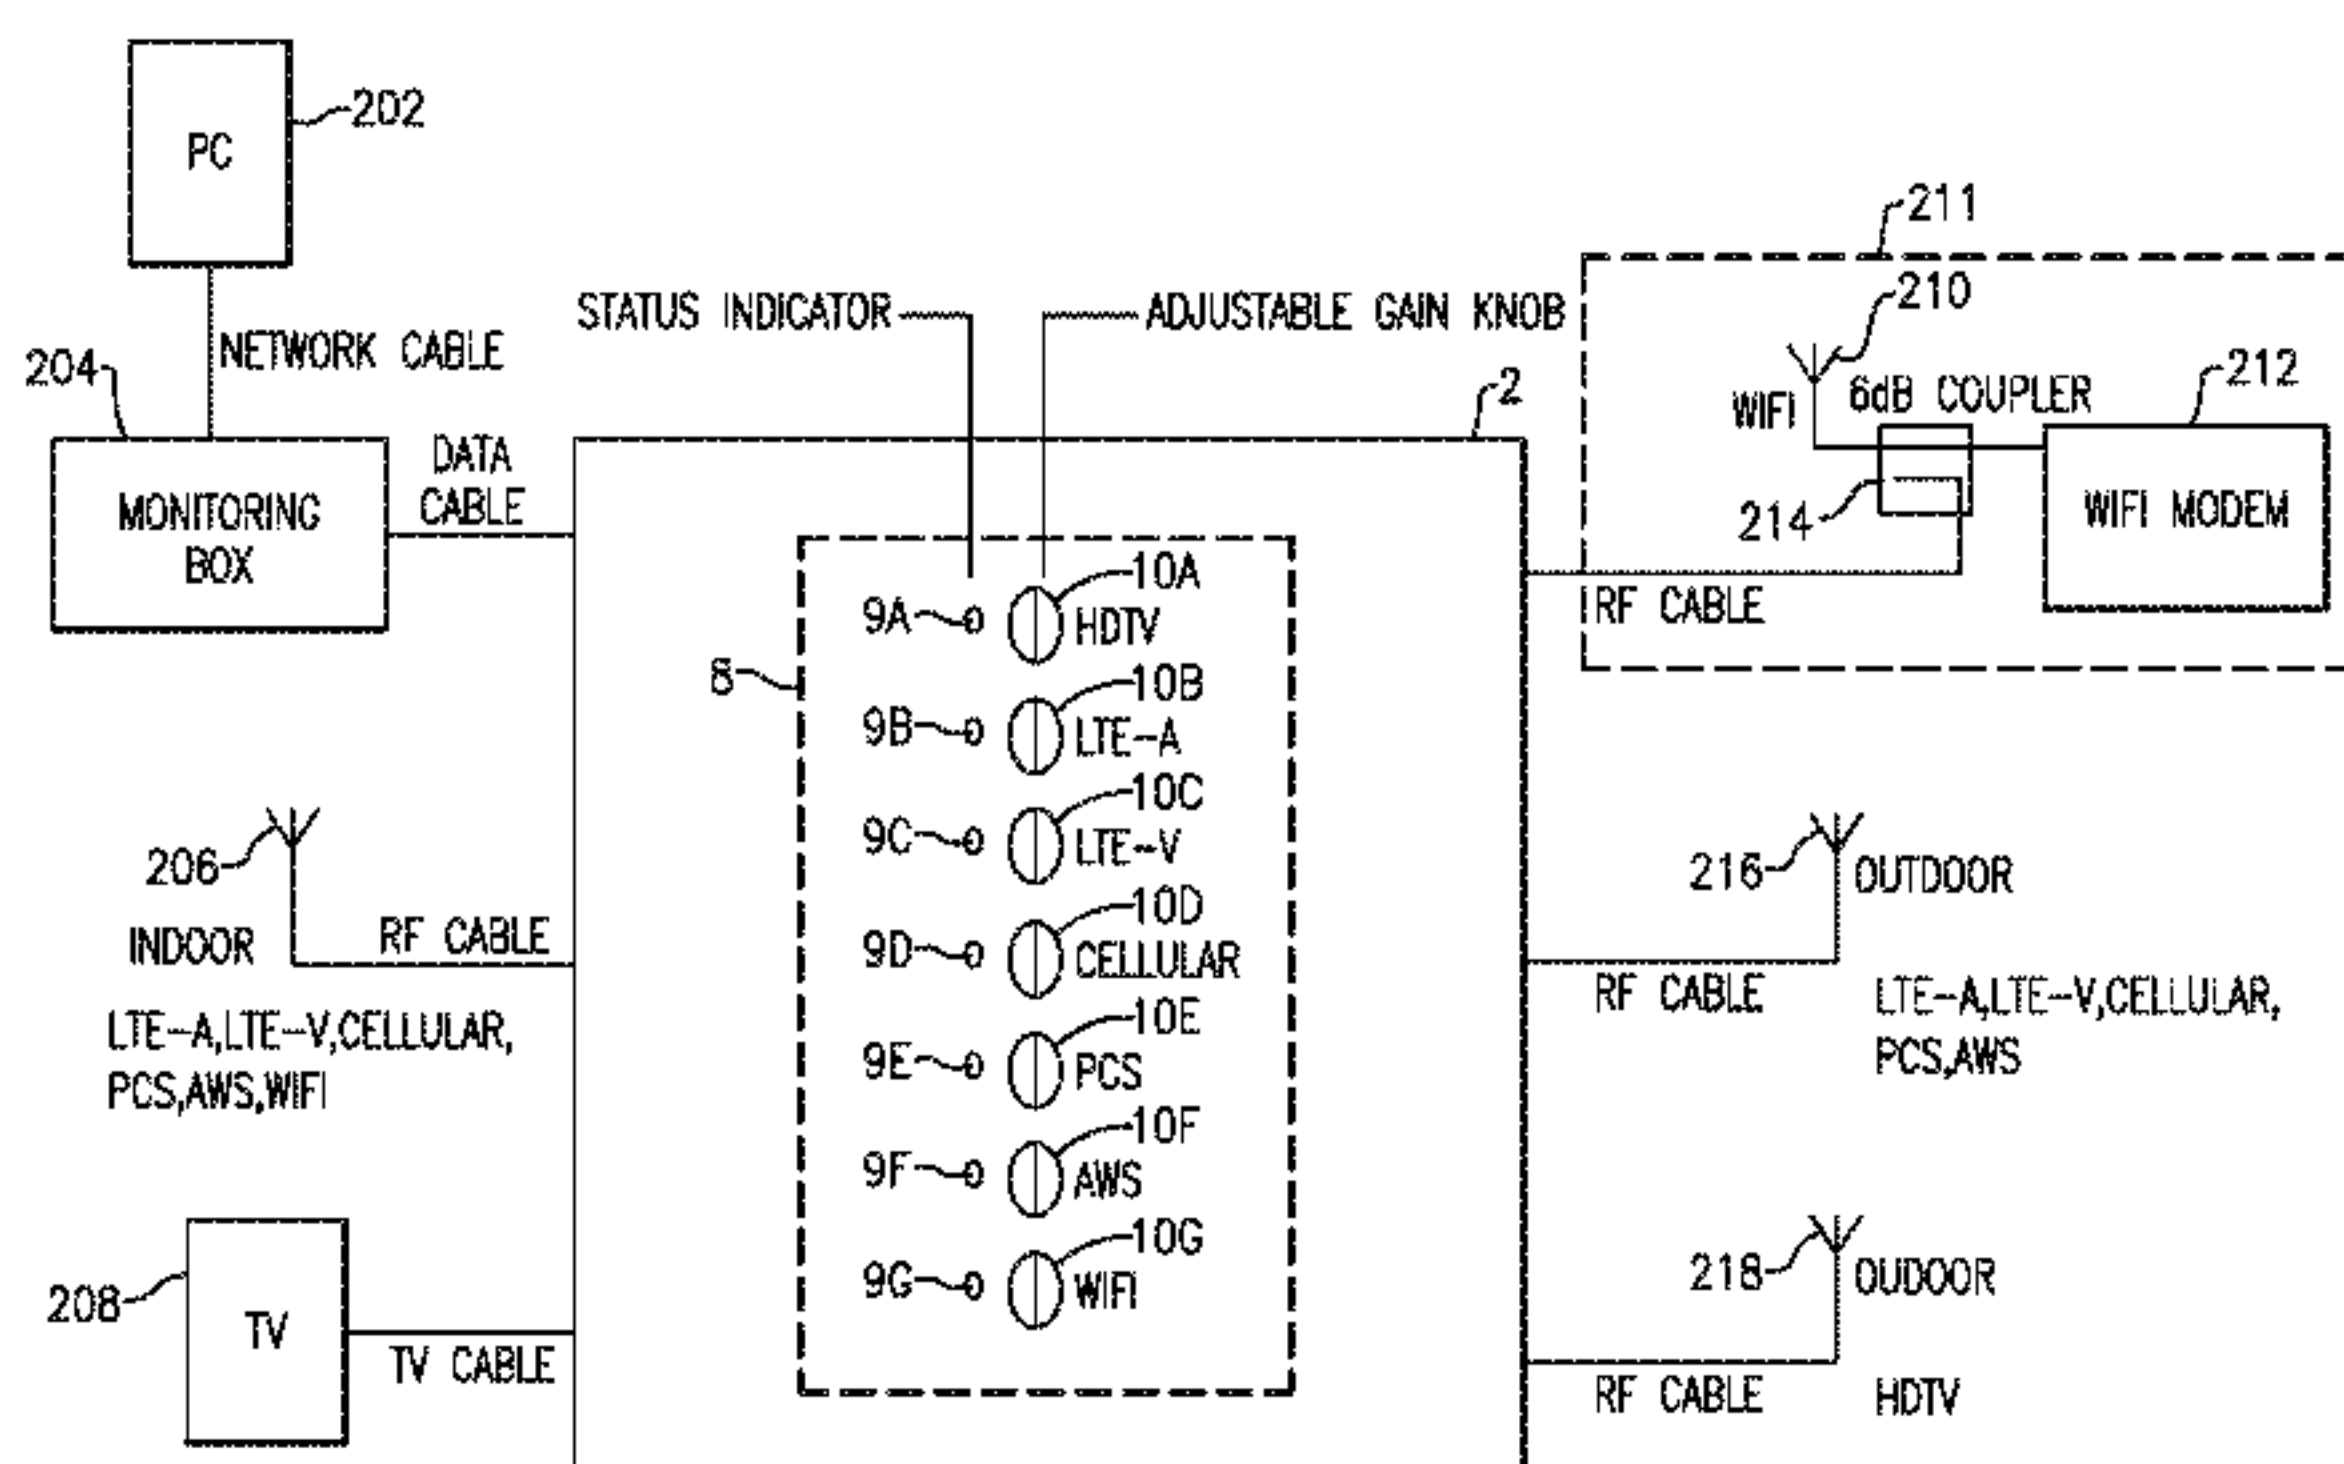 PC
202
211
210
STATUS INDICATOR
ADJUSTABLE GAIN KNOB
NETWORK CABLE
204
2
WIFI
6dB COUPLER
212
DATA
CABLE
MONITORING
BOX
214
WIFI MODEM
RF CABLE
8
9A
10A
HDTV
9B
10B
LTE-A
9C
10C
LTE-V
9D
10D
CELLULAR
9E
10E
PCS
9F
10F
AWS
9G
10G
WIFI
206
INDOOR
RF CABLE
LTE-A,LTE-V,CELLULAR,
PCS,AWS,WIFI
216
OUTDOOR
RF CABLE
LTE-A,LTE-V,CELLULAR,
PCS,AWS
208
TV
TV CABLE
218
OUDOOR
RF CABLE
HDTV